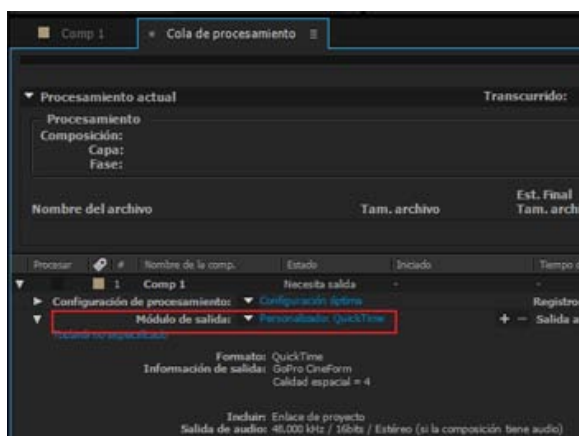 Comp 1 Cola de procesamiento
Procesamiento actual Transcurrido:
Procesamiento
Composición:
Capa:
Fase:
Est. Final
Nombre del archivo Tam. archivo Tam.
Procesar # Nombre de la comp. Estado Iniciado Tiempo
1 Comp 1 Necesita salida - -
Configuración de procesamiento: Configuración óptima Registro
Módulo de salida: Personalizado: QuickTime + - Salida
Todavía no especificado
Formato: QuickTime
Información de salida: GoPro CineForm
Calidad espacial = 4
Incluir: Enlace de proyecto
Salida de audio: 48,000 kHz / 16bits / Estéreo (si la composición tiene audio)